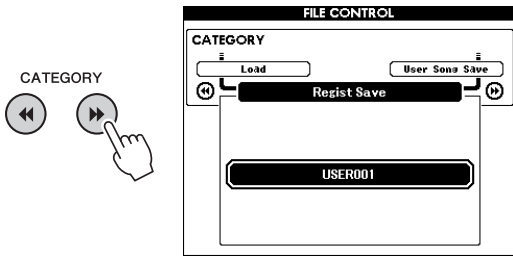 FILE CONTROL
CATEGORY
Load
User Song Save
CATEGORY
Regist Save
USER001